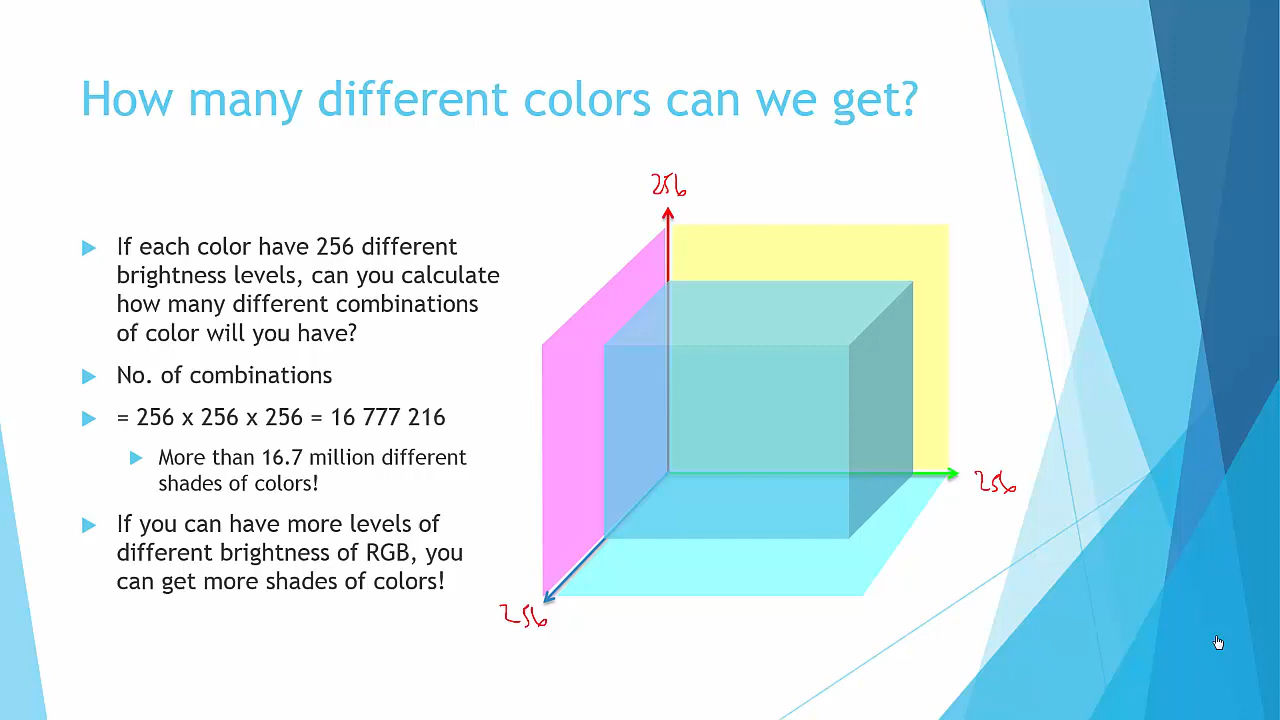 How many different colors can we get?
If each color have 256 different
brightness levels, can you calculate
how many different combinations
of color will you have?
No. of combinations
= 256 x 256 x 256 = 16 777 216
More than 16.7 million different
shades of colors!
If you can have more levels of
different brightness of RGB, you
can get more shades of colors!
256
256
256